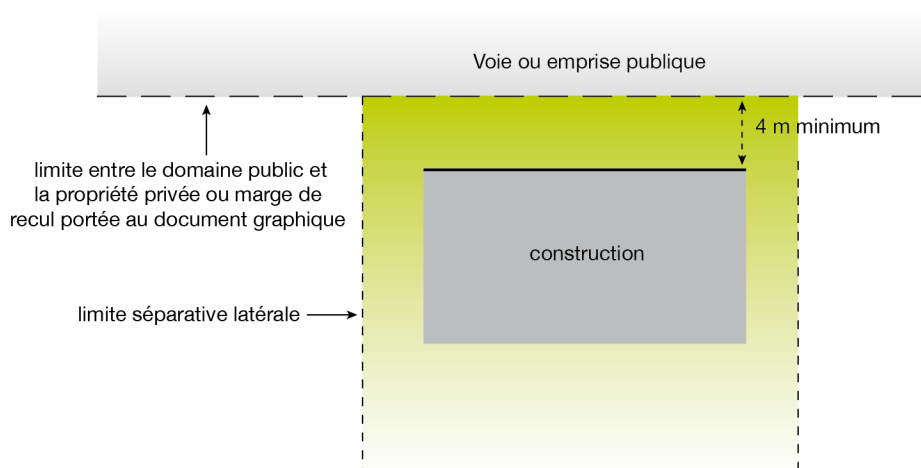 Voie ou emprise publique
4 m minimum
limite entre le domaine public et
la propriété privée ou marge de
recul portée au document graphique
construction
limite séparative latérale